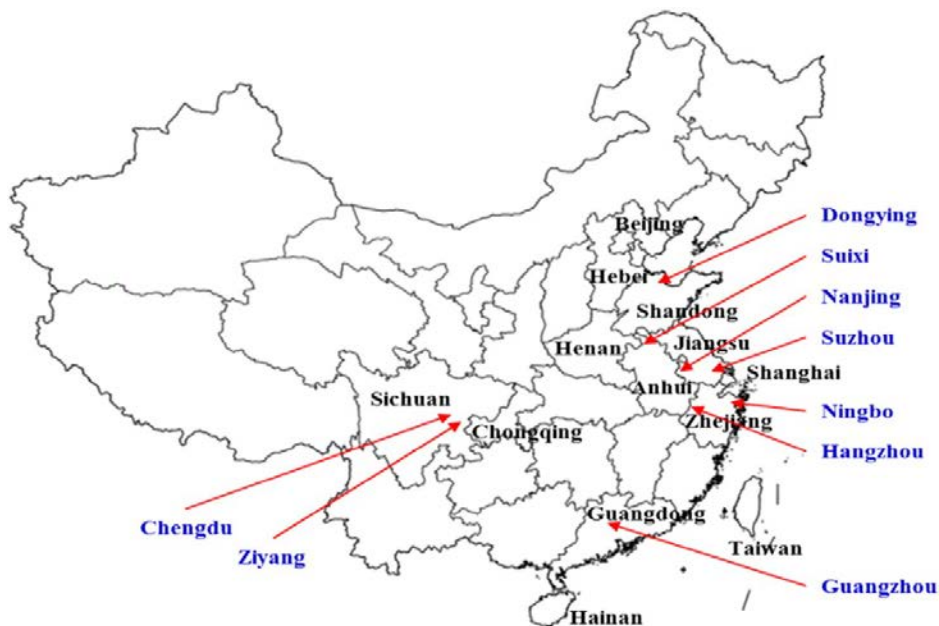 Dongying
Beijing
Suixi
Hebei
Nanjing
Shandong
Suzhou
Jiangsu
Henan
Shanghai
Anhui
Sichuan
Ningbo
Zhejiang
Chongqing
Hangzhou
Guangdong
Chengdu
Taiwan
Ziyang
Guangzhou
Hainan